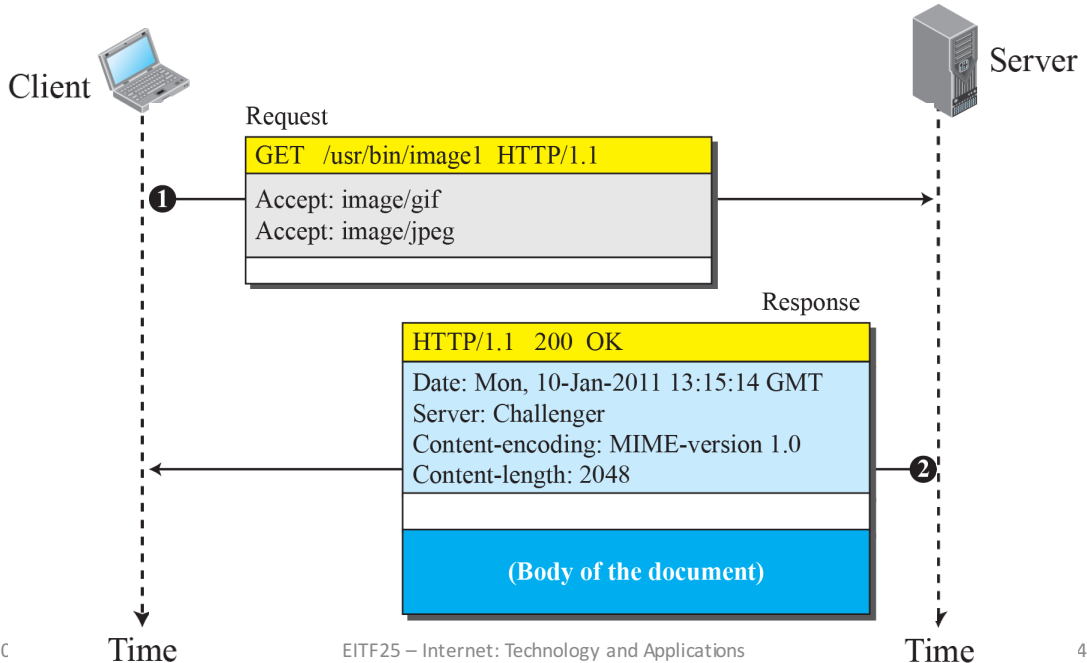 Client
Server
Request
GET /usr/bin/image1 HTTP/1.1
1
Accept: image/gif
Accept: image/jpeg
Response
HTTP/1.1 200 OK
Date: Mon, 10-Jan-2011 13:15:14 GMT
Server: Challenger
Content-encoding: MIME-version 1.0
Content-length: 2048
2
(Body of the document)
Time
EITF25 – Internet: Technology and Applications
Time
4